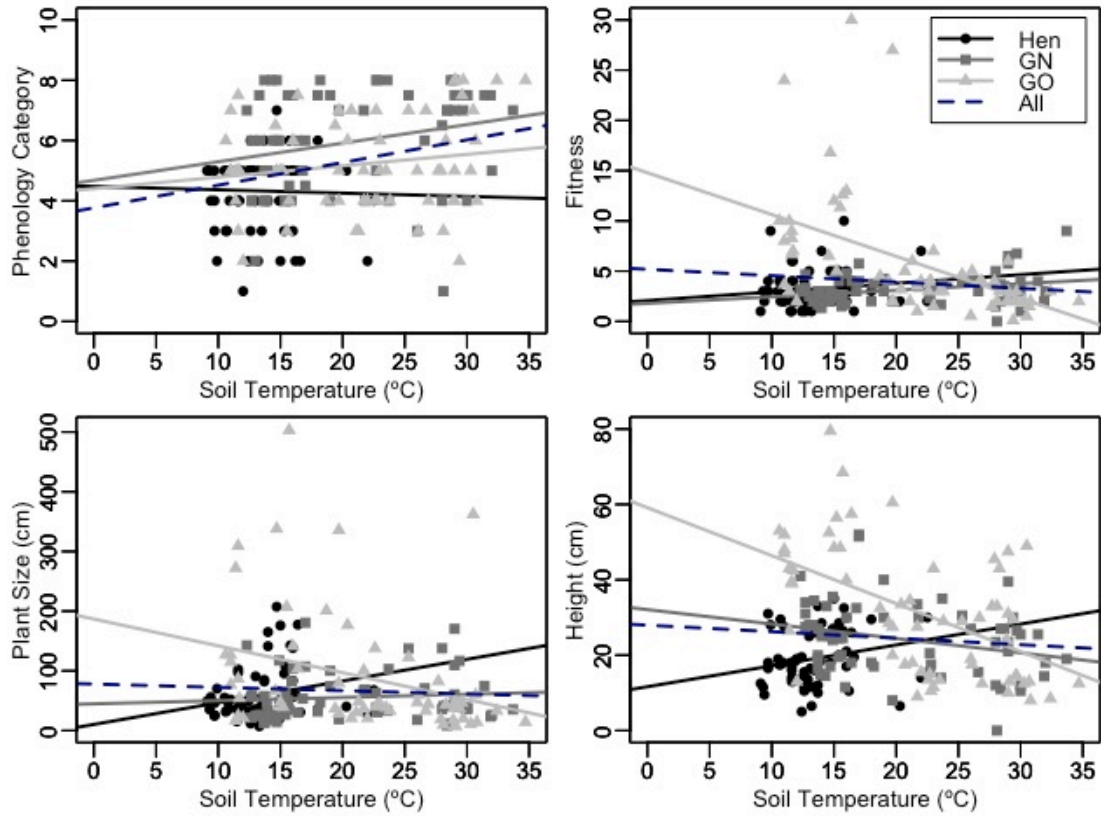 Phenology Category
10
8
6
4
2
0
0 5 10 15 20 25 30 35
Soil Temperature (ºC)
Fitness
30
25
20
15
10
5
0
0 5 10 15 20 25 30 35
Soil Temperature (ºC)
Hen
GN
GO
All
Plant Size (cm)
500
400
300
200
100
0
0 5 10 15 20 25 30 35
Soil Temperature (ºC)
Height (cm)
80
60
40
20
0
0 5 10 15 20 25 30 35
Soil Temperature (ºC)